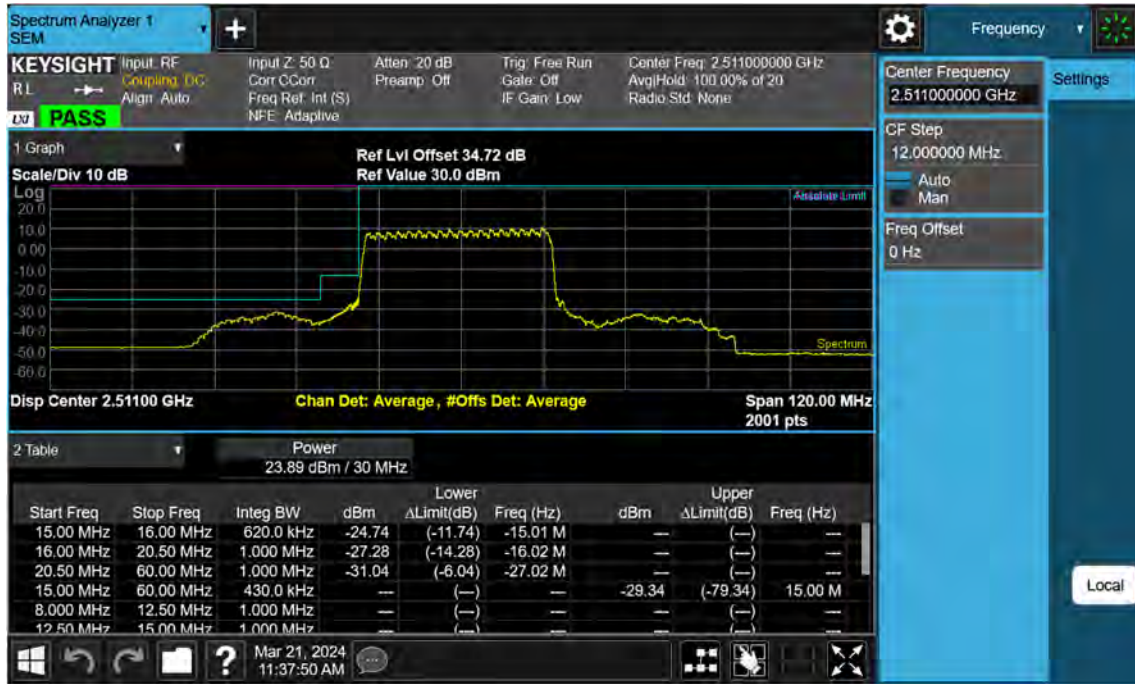 Spectrum Analyzer 1
SEM
+
Frequency
KEYSIGHT
R L
LXI
PASS
Input: RF
Coupling: DC
Align: Auto
Input Z: 50 Ω
Corr CCorr
Freq Ref: Int (S)
NFE: Adaptive
Atten: 20 dB
Preamp: Off
Trig: Free Run
Gate: Off
IF Gain: Low
Center Freq: 2.511000000 GHz
Avg|Hold: 100.00% of 20
Radio Std: None
Center Frequency
2.511000000 GHz
Settings
CF Step
12.000000 MHz
Auto
Man
Freq Offset
0 Hz
Local
1 Graph
Scale/Div 10 dB
Ref Lvl Offset 34.72 dB
Ref Value 30.0 dBm
Log
20.0
10.0
0.00
-10.0
-20.0
-30.0
-40.0
-50.0
-60.0
Absolute Limit
Spectrum
Disp Center 2.51100 GHz
Chan Det: Average , #Offs Det: Average
Span 120.00 MHz
2001 pts
2 Table
Power
23.89 dBm / 30 MHz
Lower Upper
Start Freq Stop Freq Integ BW dBm ΔLimit(dB) Freq (Hz) dBm ΔLimit(dB) Freq (Hz)
15.00 MHz 16.00 MHz 620.0 kHz -24.74 (-11.74) -15.01 M --- (---) ---
16.00 MHz 20.50 MHz 1.000 MHz -27.28 (-14.28) -16.02 M --- (---) ---
20.50 MHz 60.00 MHz 1.000 MHz -31.04 (-6.04) -27.02 M --- (---) ---
15.00 MHz 60.00 MHz 430.0 kHz --- (---) --- -29.34 (-79.34) 15.00 M
8.000 MHz 12.50 MHz 1.000 MHz --- (---) --- --- (---) ---
12.50 MHz 15.00 MHz 1.000 MHz --- (---) --- --- (---) ---
?
Mar 21, 2024
11:37:50 AM